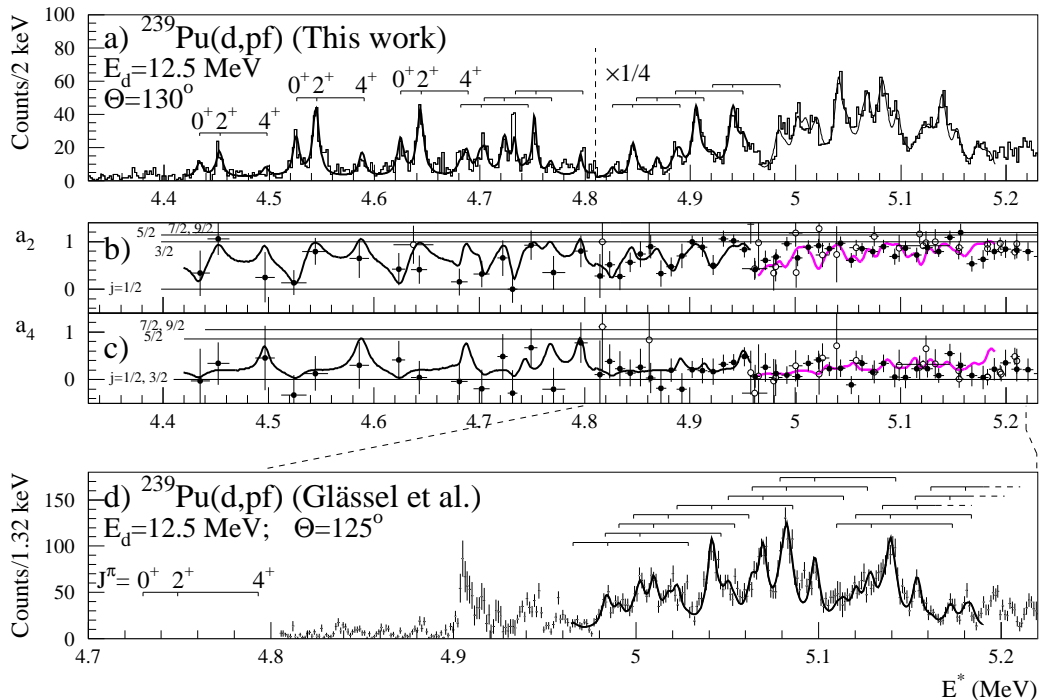 a) ²³⁹Pu(d,pf) (This work)
E_d=12.5 MeV
Θ=130°
0⁺ 2⁺ 4⁺
0⁺ 2⁺ 4⁺
0⁺ 2⁺ 4⁺
×1/4
Counts/2 keV
100
80
60
40
20
0
4.4 4.5 4.6 4.7 4.8 4.9 5 5.1 5.2
a₂
b)
5/2 7/2, 9/2
3/2
j=1/2
1
0
4.4 4.5 4.6 4.7 4.8 4.9 5 5.1 5.2
a₄
c)
7/2, 9/2
5/2
j=1/2, 3/2
1
0
4.4 4.5 4.6 4.7 4.8 4.9 5 5.1 5.2
d) ²³⁹Pu(d,pf) (Glässel et al.)
E_d=12.5 MeV; Θ=125°
J^π= 0⁺ 2⁺ 4⁺
Counts/1.32 keV
150
100
50
0
4.7 4.8 4.9 5 5.1 5.2
E* (MeV)